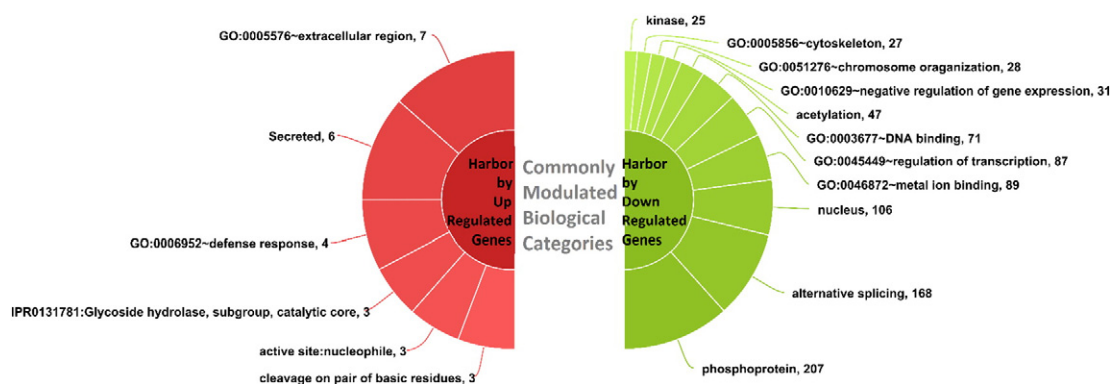 GO:0005576~extracellular region, 7
Secreted, 6
GO:0006952~defense response, 4
IPR0131781:Glycoside hydrolase, subgroup, catalytic core, 3
active site:nucleophile, 3
cleavage on pair of basic residues, 3
Harbor
by
Up
Regulated
Genes
Commonly
Modulated
Biological
Categories
Harbor
by
Down
Regulated
Genes
kinase, 25
GO:0005856~cytoskeleton, 27
GO:0051276~chromosome oraganization, 28
GO:0010629~negative regulation of gene expression, 31
acetylation, 47
GO:0003677~DNA binding, 71
GO:0045449~regulation of transcription, 87
GO:0046872~metal ion binding, 89
nucleus, 106
alternative splicing, 168
phosphoprotein, 207